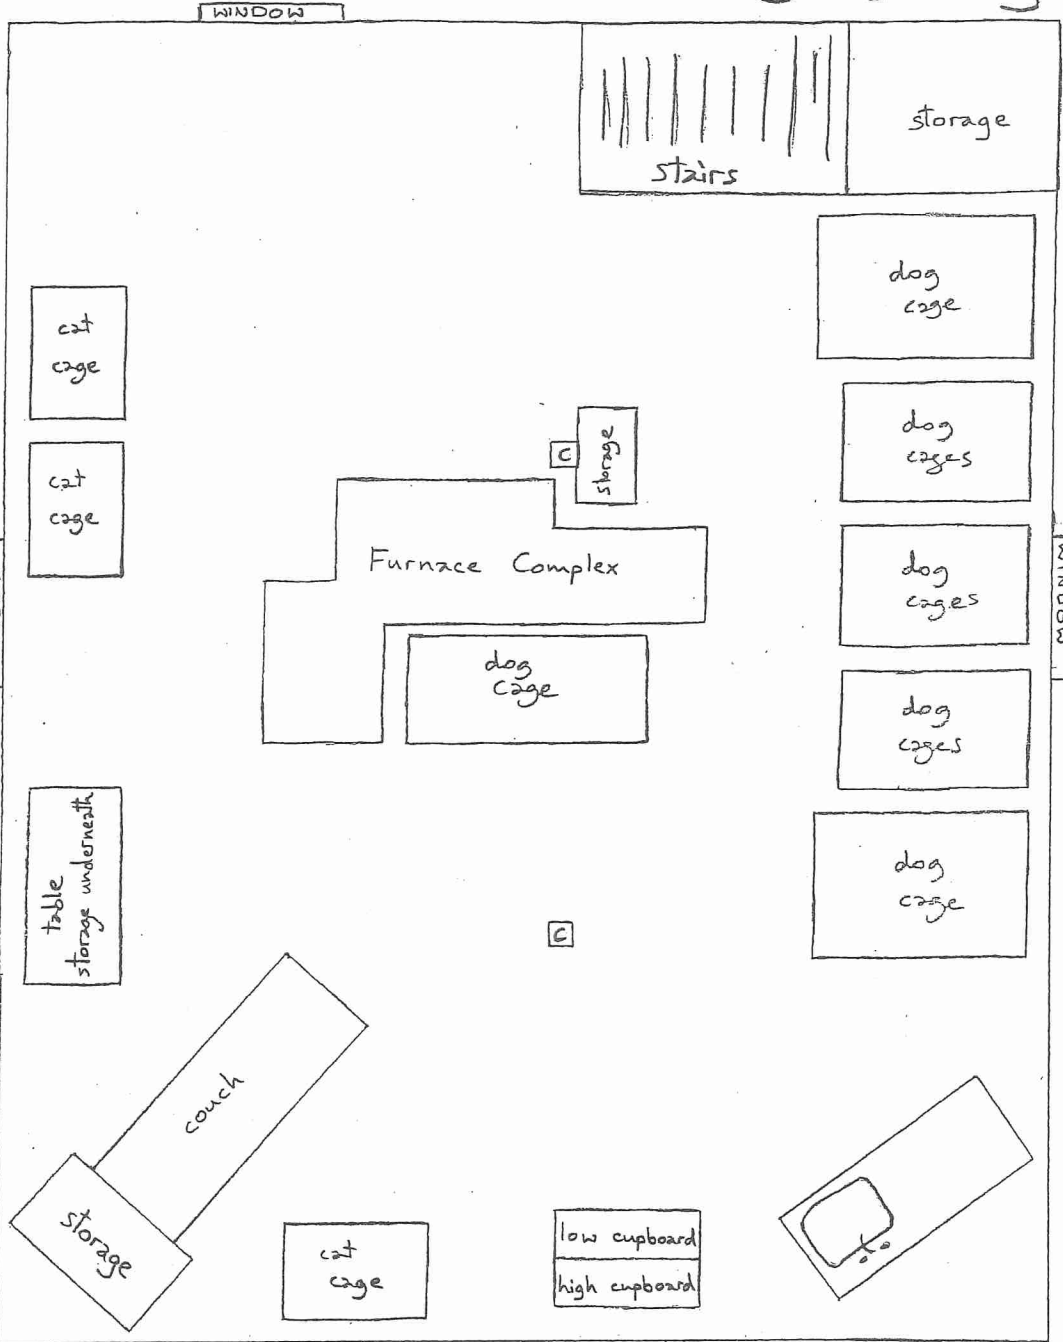 WINDOW
stairs
storage
dog
cage
cat
cage
dog
cages
storage
C
cat
cage
Furnace Complex
dog
cages
WINDOW
dog
cage
dog
cages
table
storage underneath
dog
cage
C
couch
storage
cat
cage
low cupboard
high cupboard